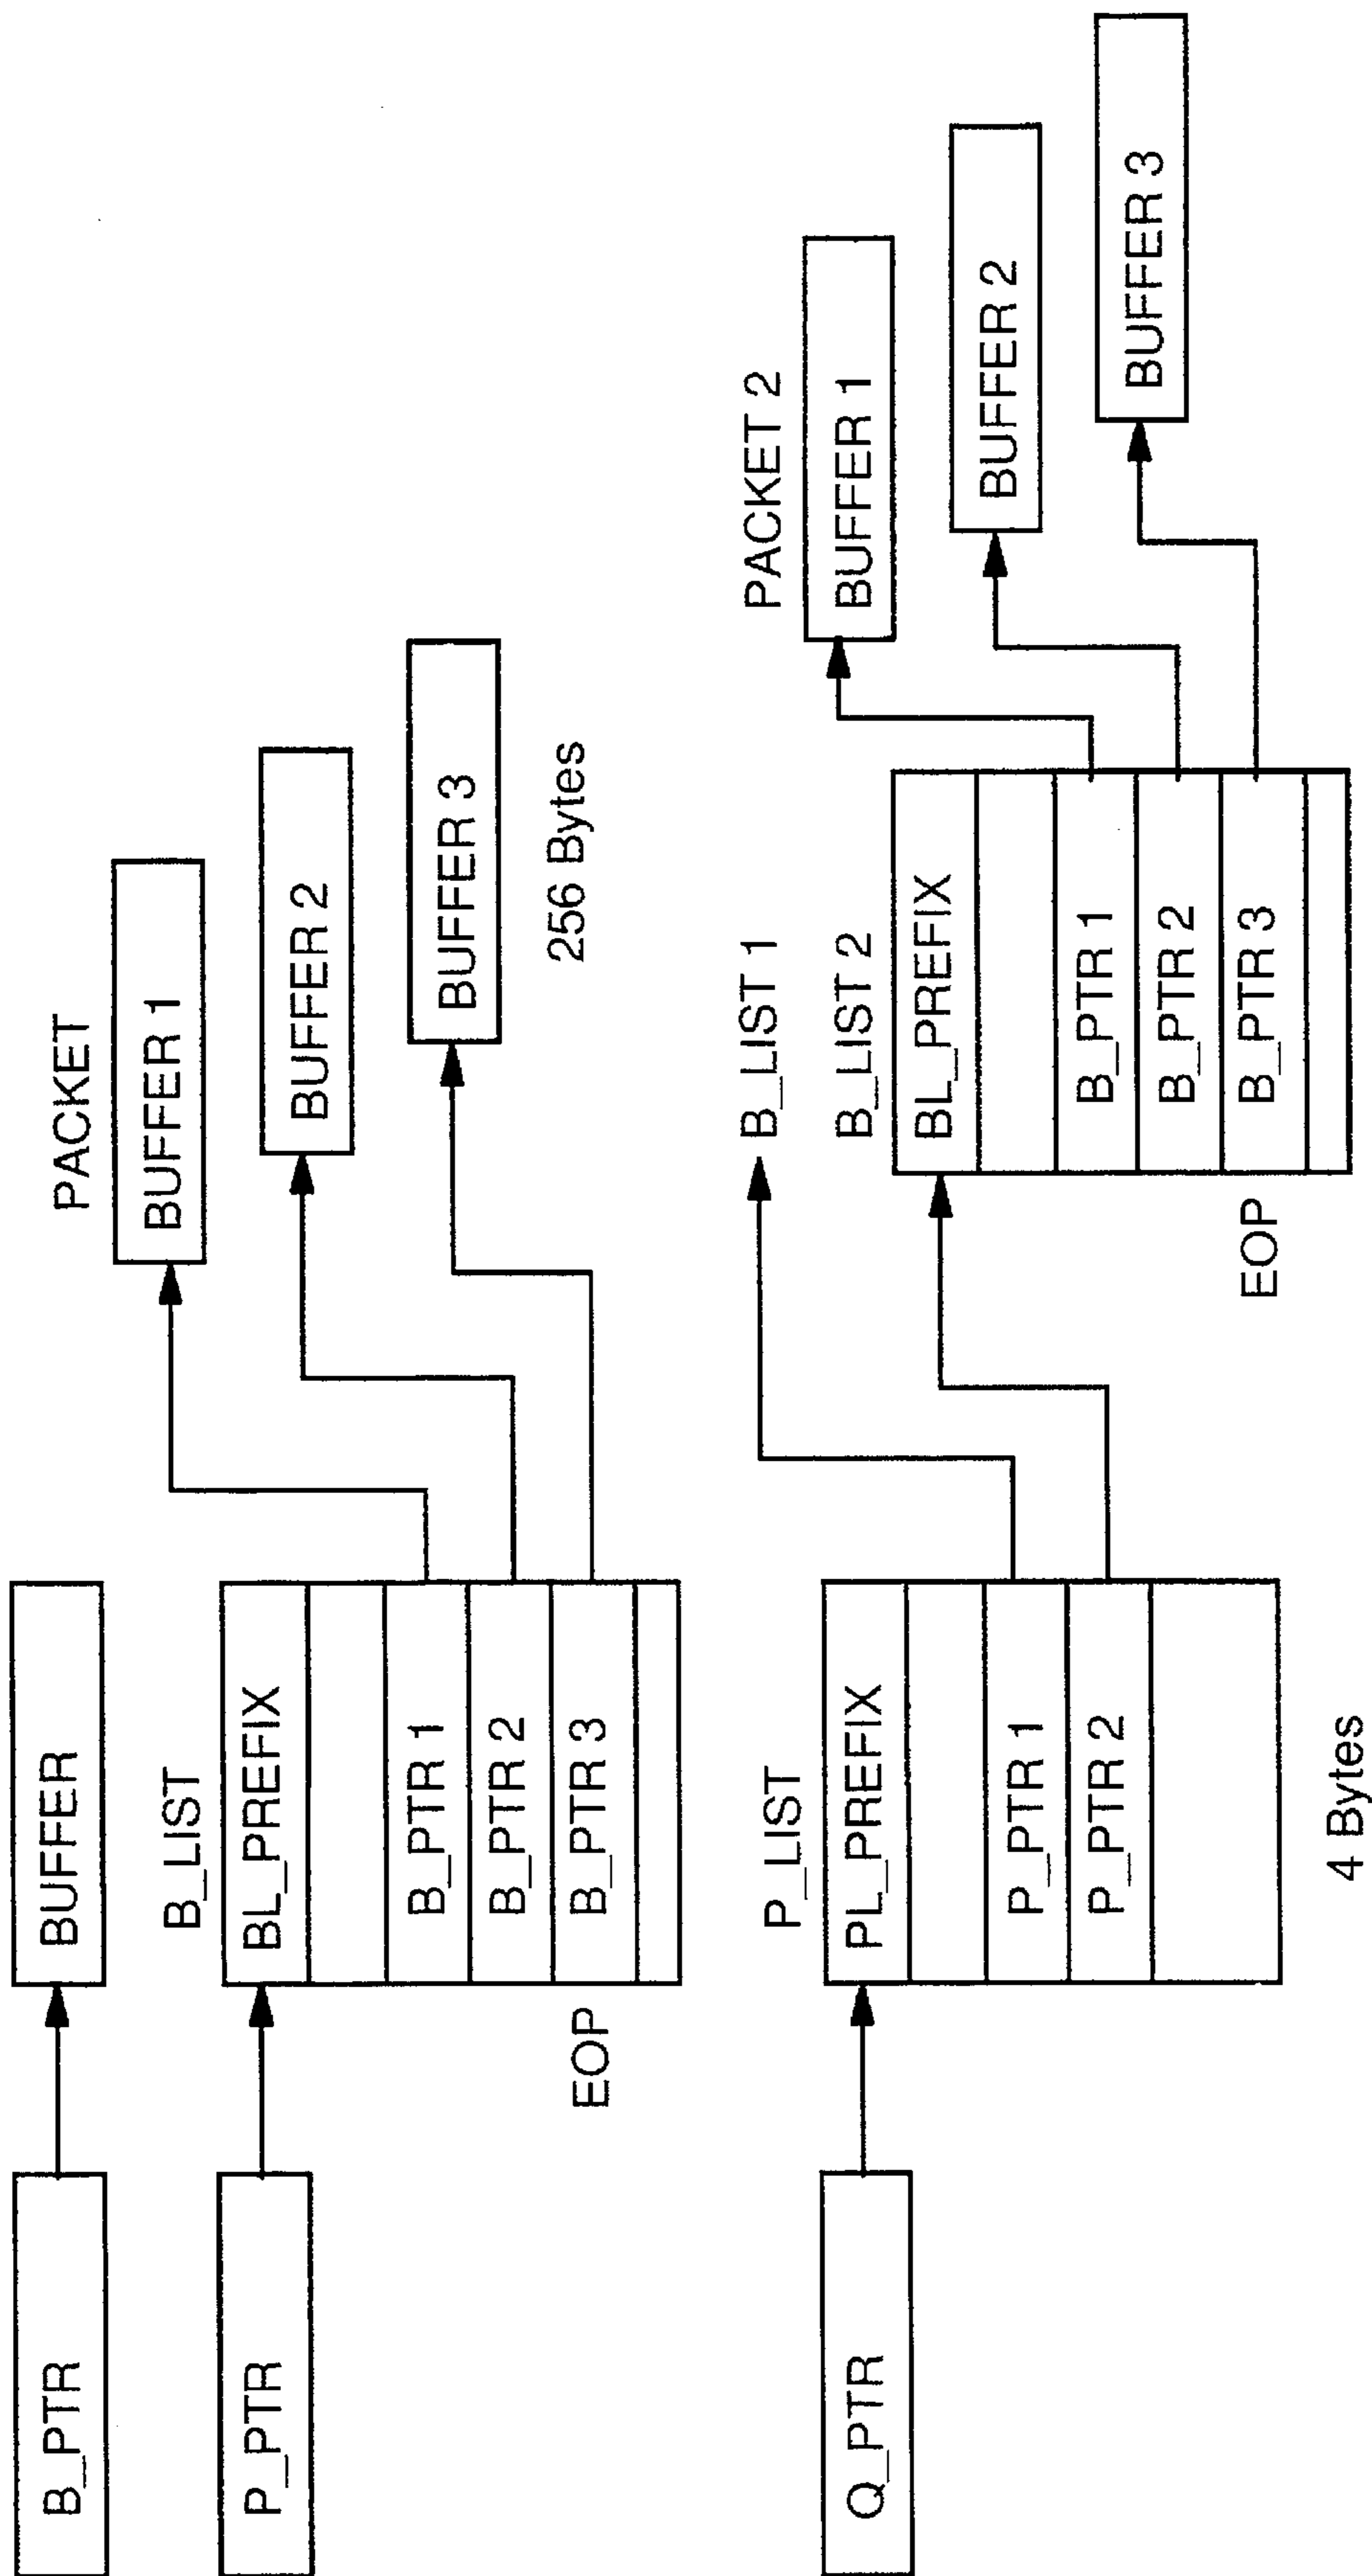 B_PTR
BUFFER
P_PTR
B_LIST
BL_PREFIX
B_PTR 1
B_PTR 2
B_PTR 3
EOP
PACKET
BUFFER 1
BUFFER 2
BUFFER 3
256 Bytes
Q_PTR
P_LIST
PL_PREFIX
P_PTR 1
P_PTR 2
4 Bytes
B_LIST 1
B_LIST 2
BL_PREFIX
B_PTR 1
B_PTR 2
B_PTR 3
EOP
PACKET 2
BUFFER 1
BUFFER 2
BUFFER 3